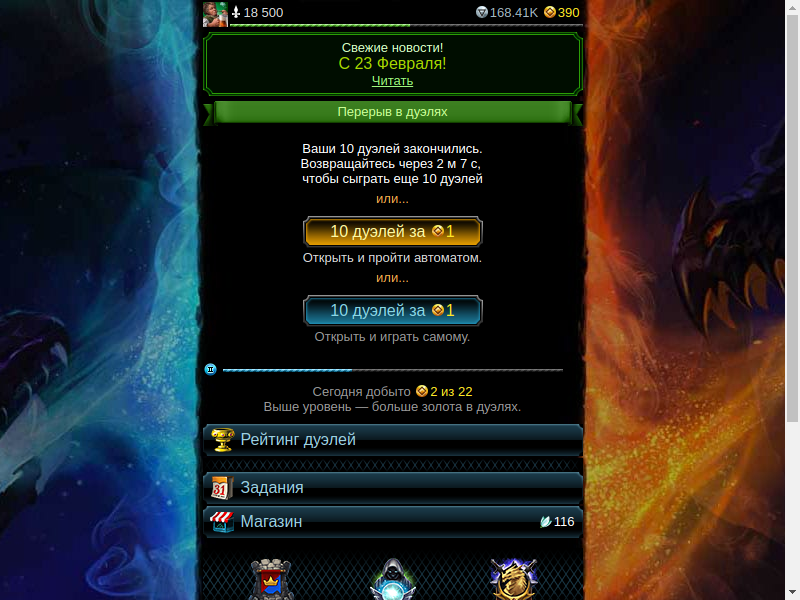 18 500
168.41K 390
Свежие новости!
С 23 Февраля!
Читать
Перерыв в дуэлях
Ваши 10 дуэлей закончились.
Возвращайтесь через 2 м 7 с,
чтобы сыграть еще 10 дуэлей
или...
10 дуэлей за 1
Открыть и пройти автоматом.
или...
10 дуэлей за 1
Открыть и играть самому.
Сегодня добыто 2 из 22
Выше уровень — больше золота в дуэлях.
Рейтинг дуэлей
31 Задания
Магазин 116